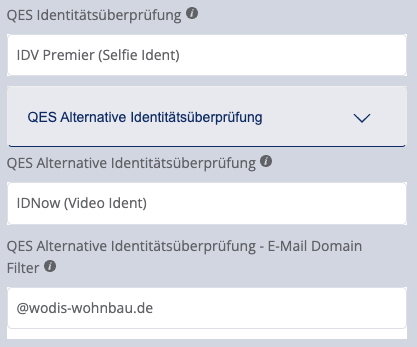 QES Identitätsüberprüfung
IDV Premier (Selfie Ident)
QES Alternative Identitätsüberprüfung
QES Alternative Identitätsüberprüfung
IDNow (Video Ident)
QES Alternative Identitätsüberprüfung - E-Mail Domain
Filter
@wodis-wohnbau.de